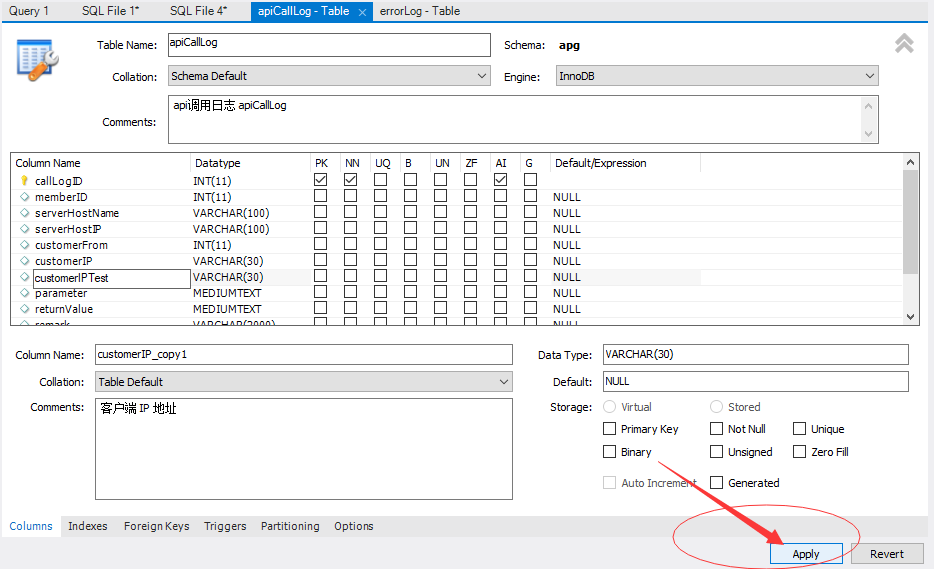 Query 1 SQL File 1* SQL File 4* apiCallLog - Table × errorLog - Table
Table Name: apiCallLog Schema: apg
Collation: Schema Default Engine: InnoDB
Comments: api调用日志 apiCallLog
Column Name Datatype PK NN UQ B UN ZF AI G Default/Expression
callLogID INT(11)
memberID INT(11) NULL
serverHostName VARCHAR(100) NULL
serverHostIP VARCHAR(100) NULL
customerFrom INT(11) NULL
customerIP VARCHAR(30) NULL
customerIPTest VARCHAR(30) NULL
parameter MEDIUMTEXT NULL
returnValue MEDIUMTEXT NULL
remark VARCHAR(2000) NULL
Column Name: customerIP_copy1 Data Type: VARCHAR(30)
Collation: Table Default Default: NULL
Comments: 客户端 IP 地址 Storage: Virtual Stored
Primary Key Not Null Unique
Binary Unsigned Zero Fill
Auto Increment Generated
Columns Indexes Foreign Keys Triggers Partitioning Options
Apply Revert